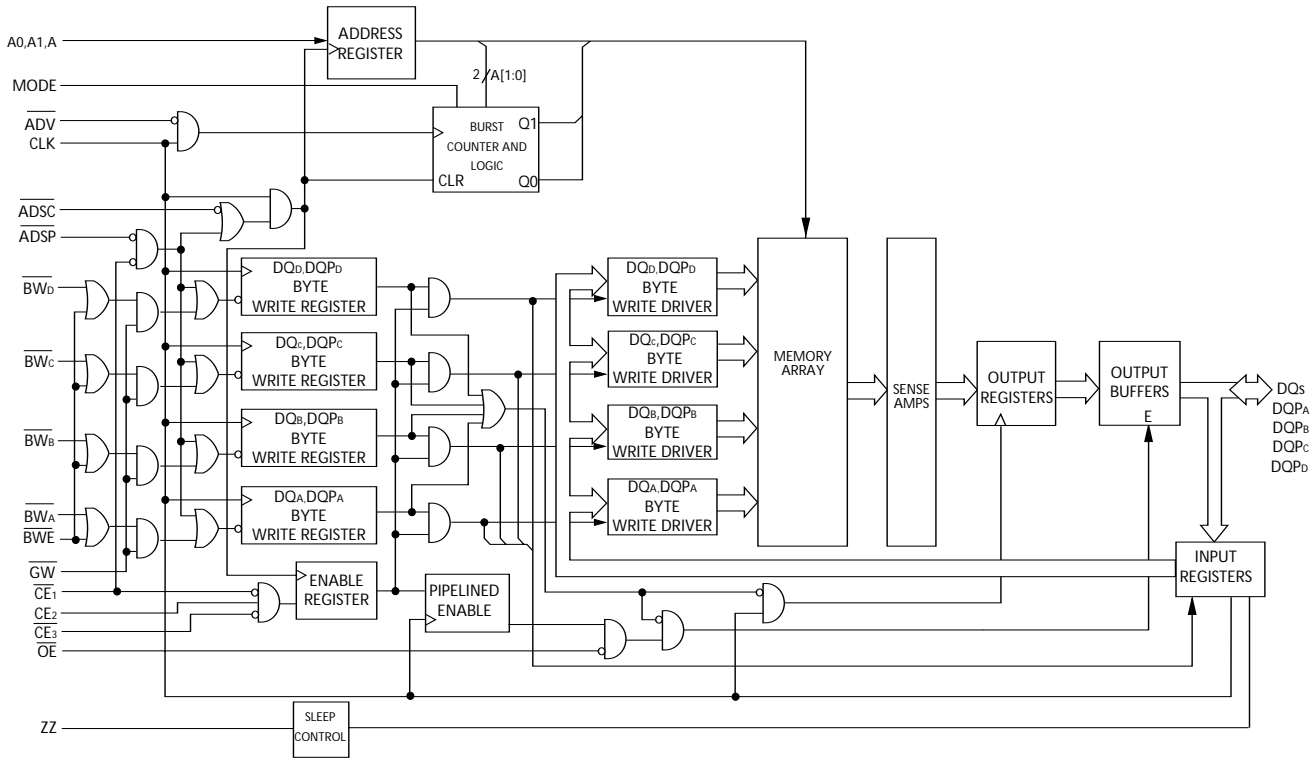 A0,A1,A
ADDRESS
REGISTER
MODE
2
A[1:0]
ADV
CLK
BURST
COUNTER AND
LOGIC
Q1
CLR
Q0
ADSC
ADSP
BWD
BWC
BWB
BWA
BWE
GW
CE1
CE2
CE3
OE
ZZ
DQD,DQPD
BYTE
WRITE REGISTER
DQC,DQPC
BYTE
WRITE REGISTER
DQB,DQPB
BYTE
WRITE REGISTER
DQA,DQPA
BYTE
WRITE REGISTER
ENABLE
REGISTER
PIPELINED
ENABLE
SLEEP
CONTROL
DQD,DQPD
BYTE
WRITE DRIVER
DQC,DQPC
BYTE
WRITE DRIVER
DQB,DQPB
BYTE
WRITE DRIVER
DQA,DQPA
BYTE
WRITE DRIVER
MEMORY
ARRAY
SENSE
AMPS
OUTPUT
REGISTERS
OUTPUT
BUFFERS
E
DQs
DQPA
DQPB
DQPC
DQPD
INPUT
REGISTERS